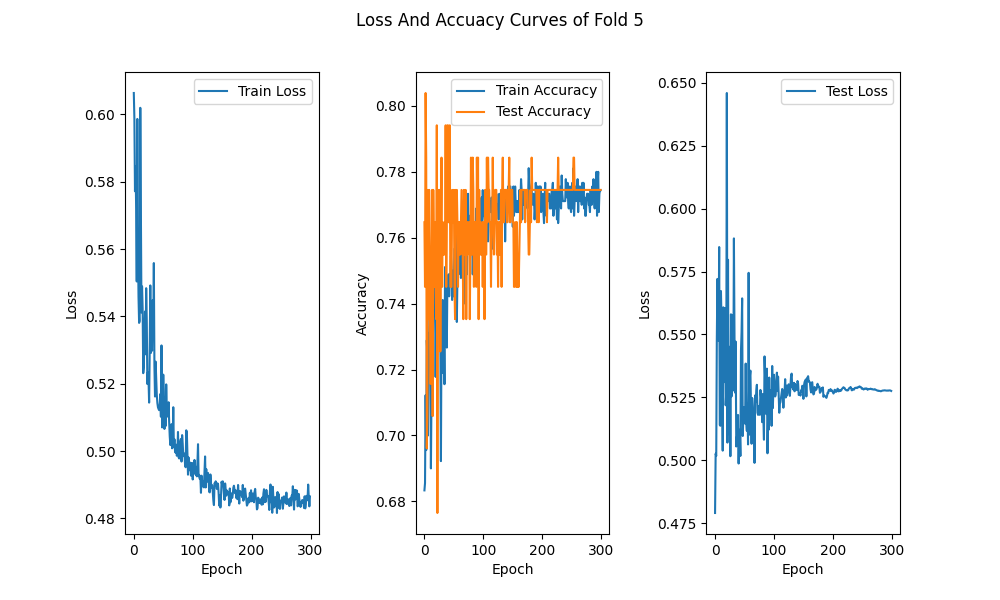 Loss And Accuacy Curves of Fold 5
Train Loss
0.60
0.58
0.56
0.54
0.52
0.50
0.48
Loss
0 100 200 300
Epoch
Train Accuracy
Test Accuracy
0.80
0.78
0.76
0.74
0.72
0.70
0.68
Accuracy
0 100 200 300
Epoch
Test Loss
0.650
0.625
0.600
0.575
0.550
0.525
0.500
0.475
Loss
0 100 200 300
Epoch